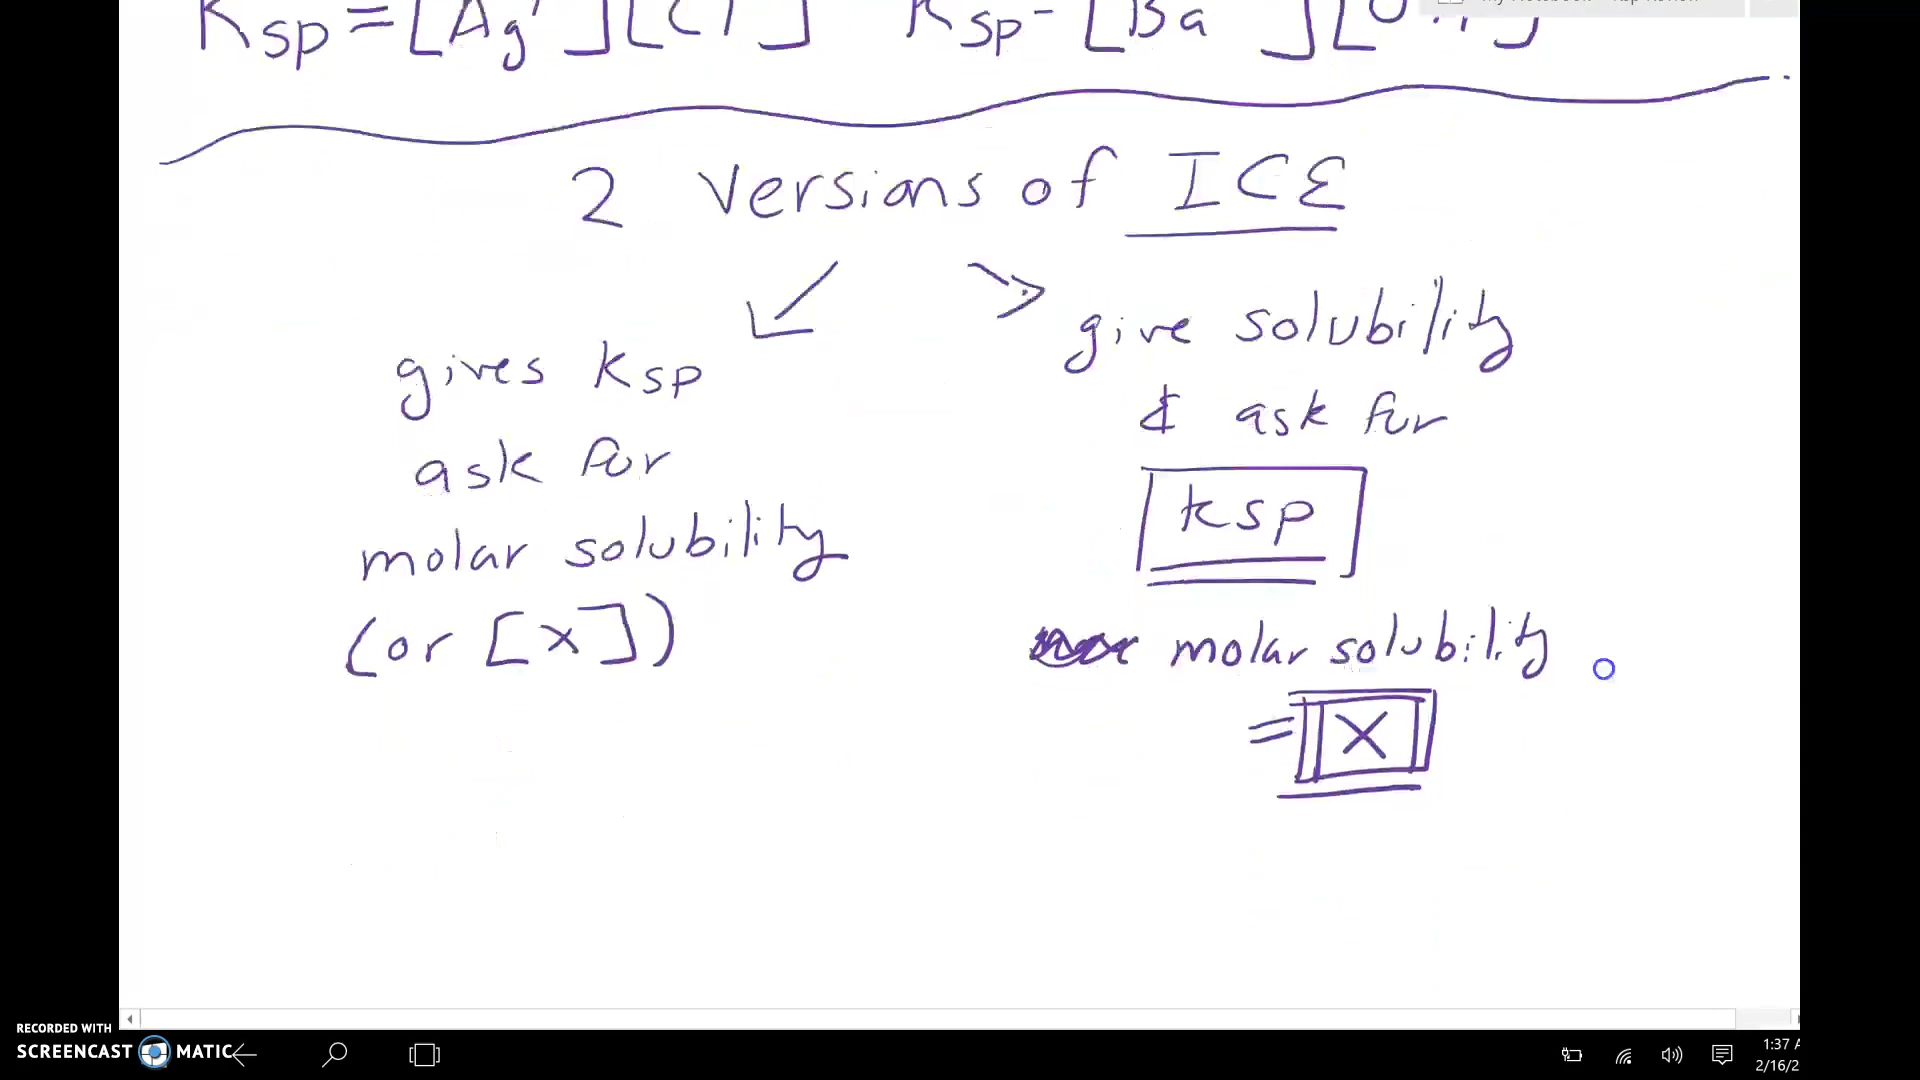 Ksp = [Ag+][Cl-] Ksp = [Ba ][OH]
2 Versions of ICE
gives Ksp
ask for
molar solubility
(or [x])
give solubility
& ask for
Ksp
molar solubility
= X
RECORDED WITH
SCREENCAST MATIC
1:37 A
2/16/2